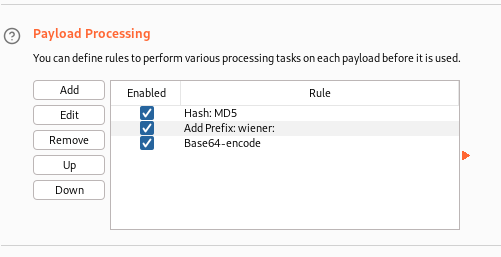 Payload Processing
You can define rules to perform various processing tasks on each payload before it is used.
Add
Edit
Remove
Up
Down
Enabled Rule
Hash: MD5
Add Prefix: wiener:
Base64-encode